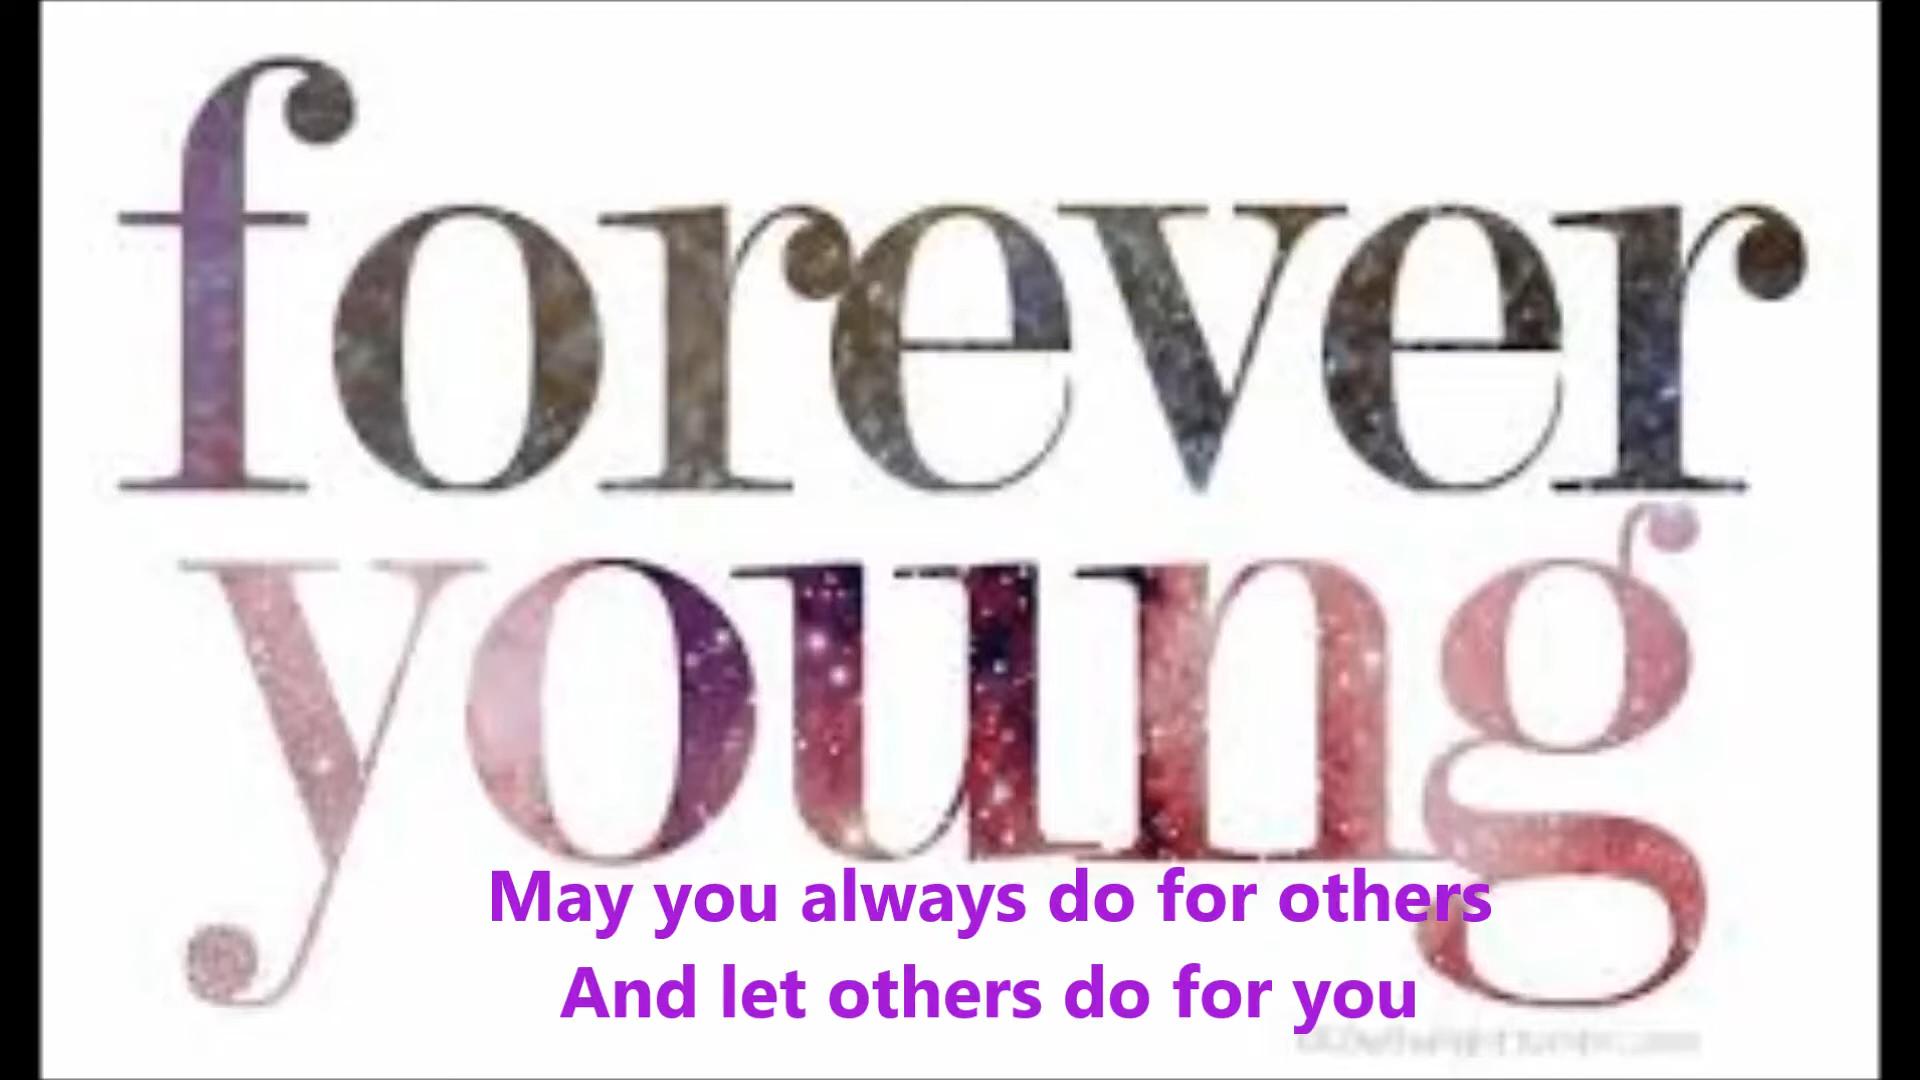 forever
young
May you always do for others
And let others do for you